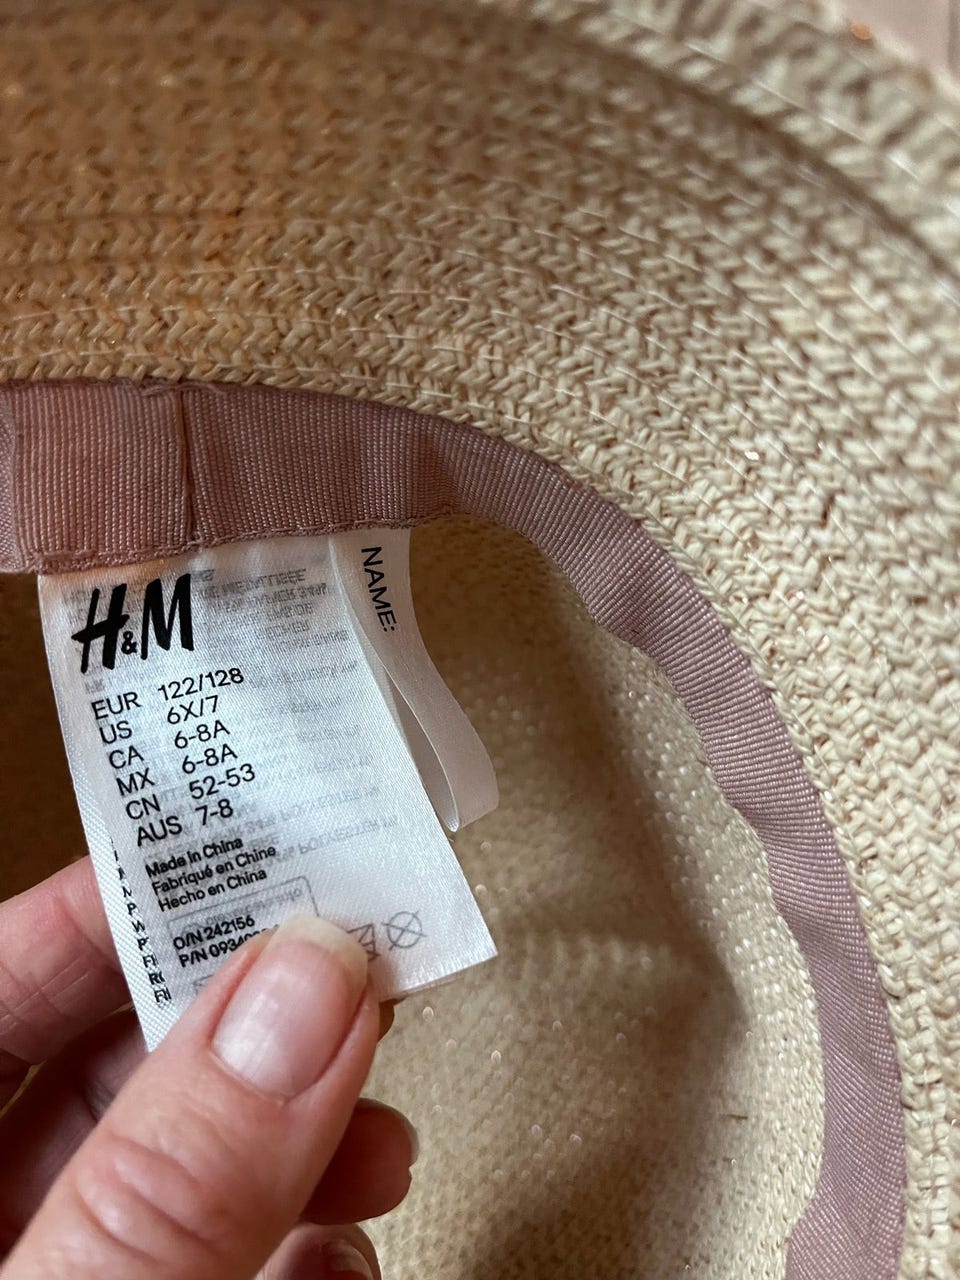 H&M
NAME:
EUR 122/128
US 6X/7
CA 6-8A
MX 6-8A
CN 52-53
AUS 7-8
Made in China
Fabriqué en Chine
Hecho en China
O/N 242156